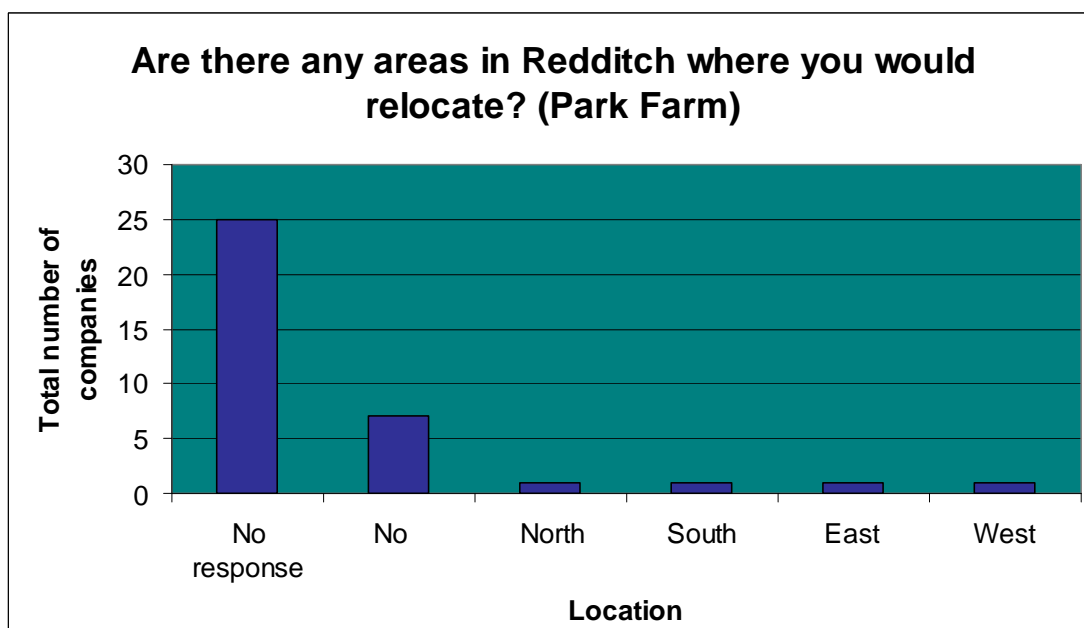 Are there any areas in Redditch where you would
relocate? (Park Farm)
Total number of
companies
30
25
20
15
10
5
0
No
response
No
North
South
East
West
Location